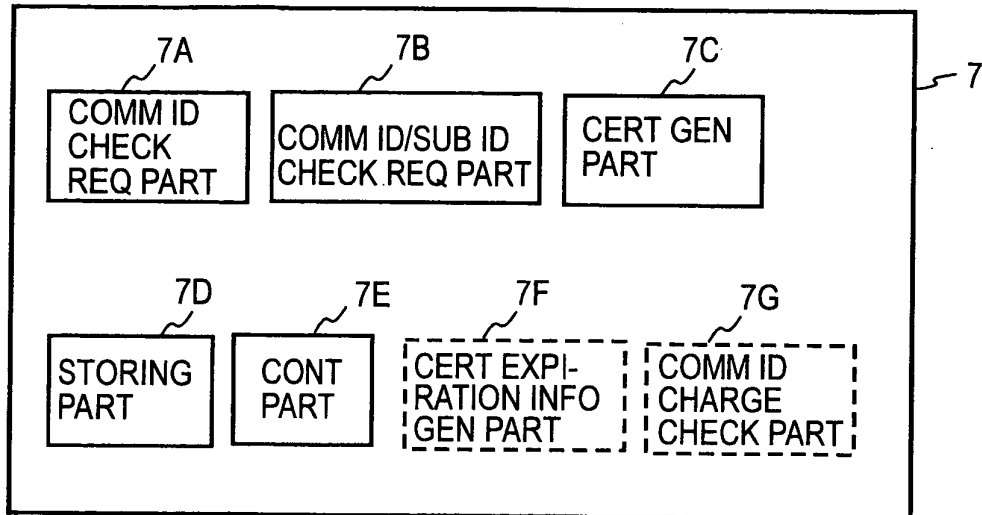 7A
7B
7C
7
COMM ID
CHECK
REQ PART
COMM ID/SUB ID
CHECK REQ PART
CERT GEN
PART
7D
7E
7F
7G
STORING
PART
CONT
PART
CERT EXPI-
RATION INFO
GEN PART
COMM ID
CHARGE
CHECK PART